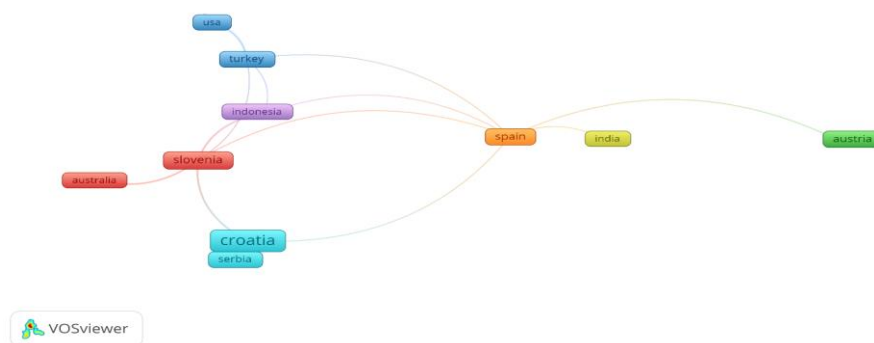 usa
turkey
indonesia
spain
india
austria
slovenia
australia
croatia
serbia
VOSviewer